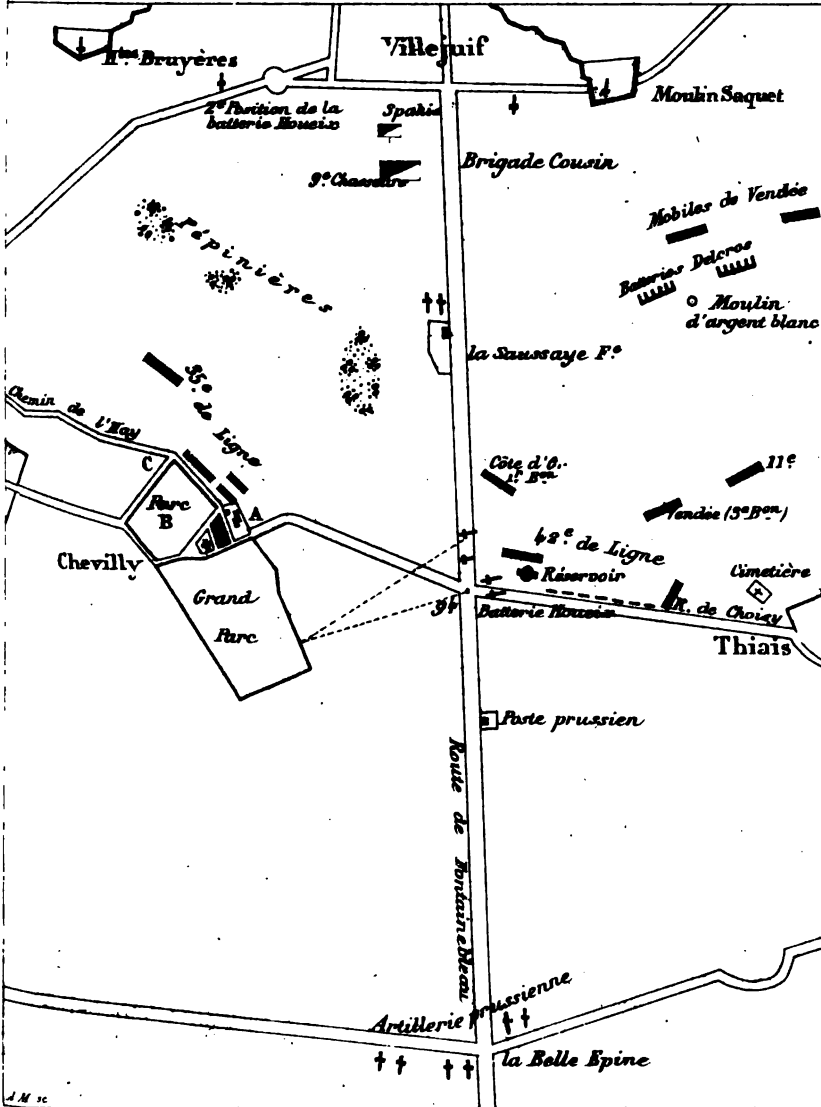 Villejuif
Htes Bruyères
Moulin Saquet
2e Position de la
batterie Houeix
Spahis
9e Chasseurs
Brigade Cousin
Mobiles de Vendée
Pépinières
Batteries Delcros
Moulin
d'argent blanc
la Saussaye Fe
35e de Ligne
Chemin de l'Hay
C
Parc
B
A
Côte d'O.
1r Bon
11e
Vendée (3e Bon)
42e de Ligne
Chevilly
Réservoir
Cimetière
Grand
Parc
Batterie Houeix
R. de Choisy
Thiais
Poste prussien
Route de Fontainebleau
Artillerie prussienne
la Belle Epine
A M sc